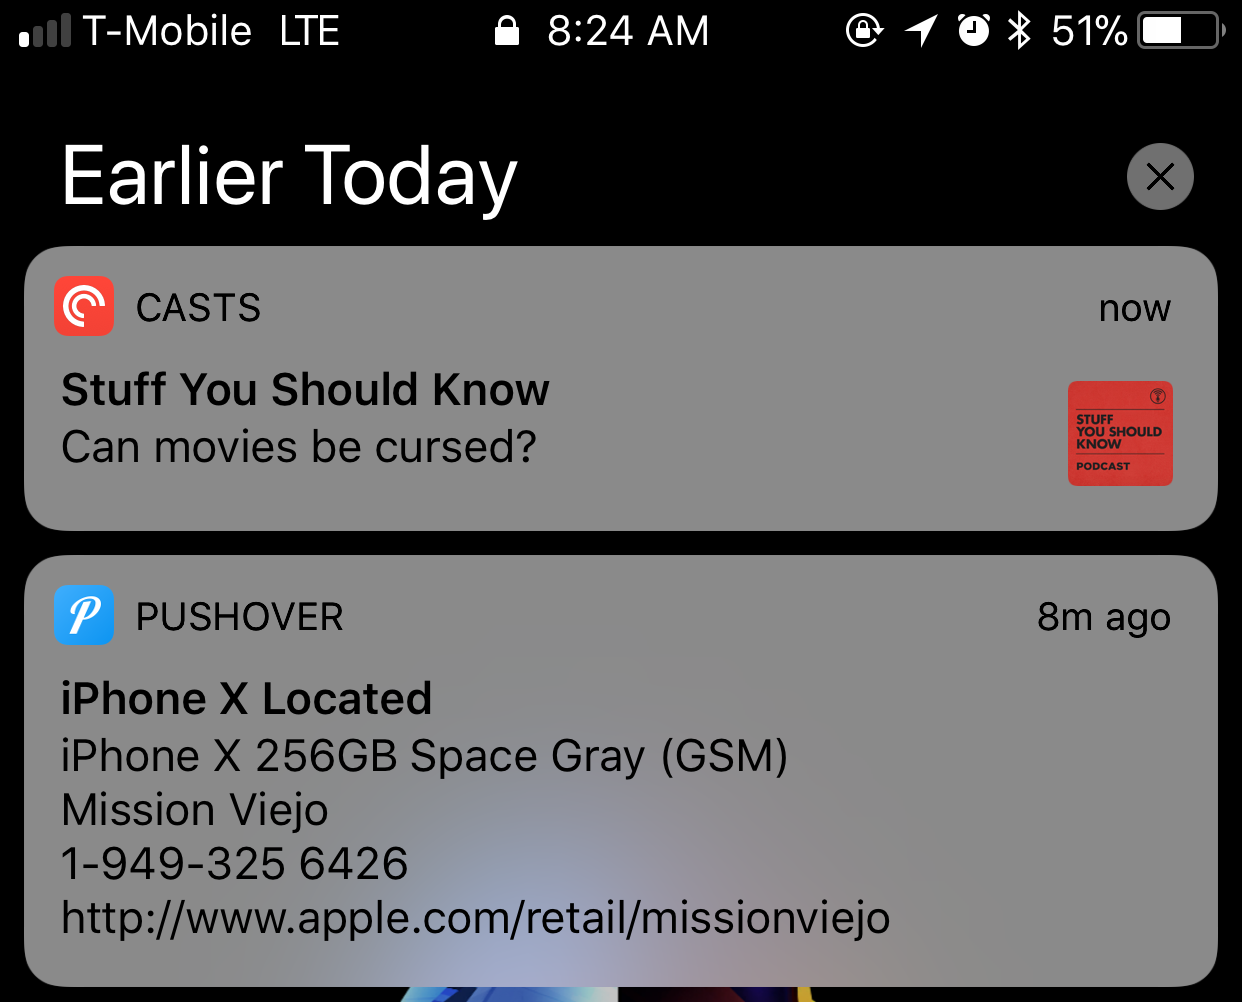 T-Mobile LTE 8:24 AM 51%
Earlier Today
CASTS now
Stuff You Should Know
Can movies be cursed?
STUFF
YOU SHOULD
KNOW
PODCAST
PUSHOVER 8m ago
iPhone X Located
iPhone X 256GB Space Gray (GSM)
Mission Viejo
1-949-325 6426
http://www.apple.com/retail/missionviejo